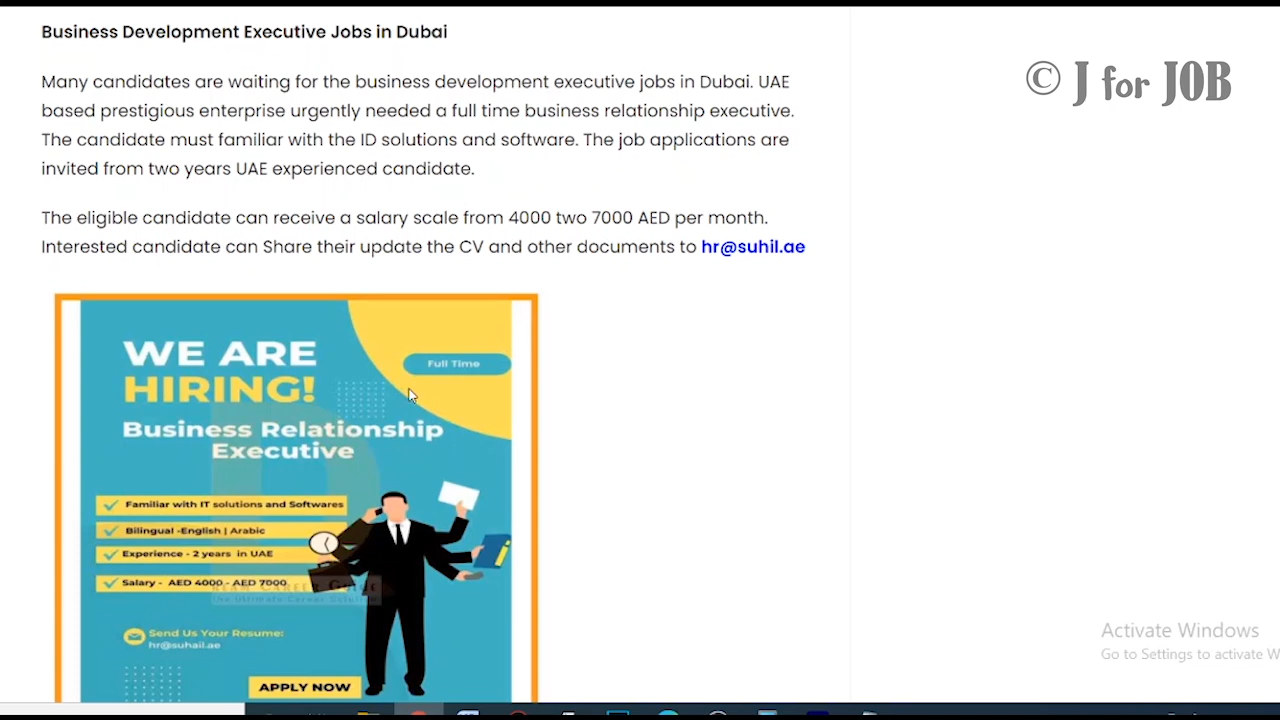 Business Development Executive Jobs in Dubai
© J for JOB
Many candidates are waiting for the business development executive jobs in Dubai. UAE
based prestigious enterprise urgently needed a full time business relationship executive.
The candidate must familiar with the ID solutions and software. The job applications are
invited from two years UAE experienced candidate.
The eligible candidate can receive a salary scale from 4000 two 7000 AED per month.
Interested candidate can Share their update the CV and other documents to hr@suhil.ae
WE ARE
HIRING!
Full Time
Business Relationship
Executive
Familiar with IT solutions and Softwares
Bilingual -English | Arabic
Experience - 2 years in UAE
Salary - AED 4000 - AED 7000
Send Us Your Resume:
hr@suhail.ae
APPLY NOW
Activate Windows
Go to Settings to activate W